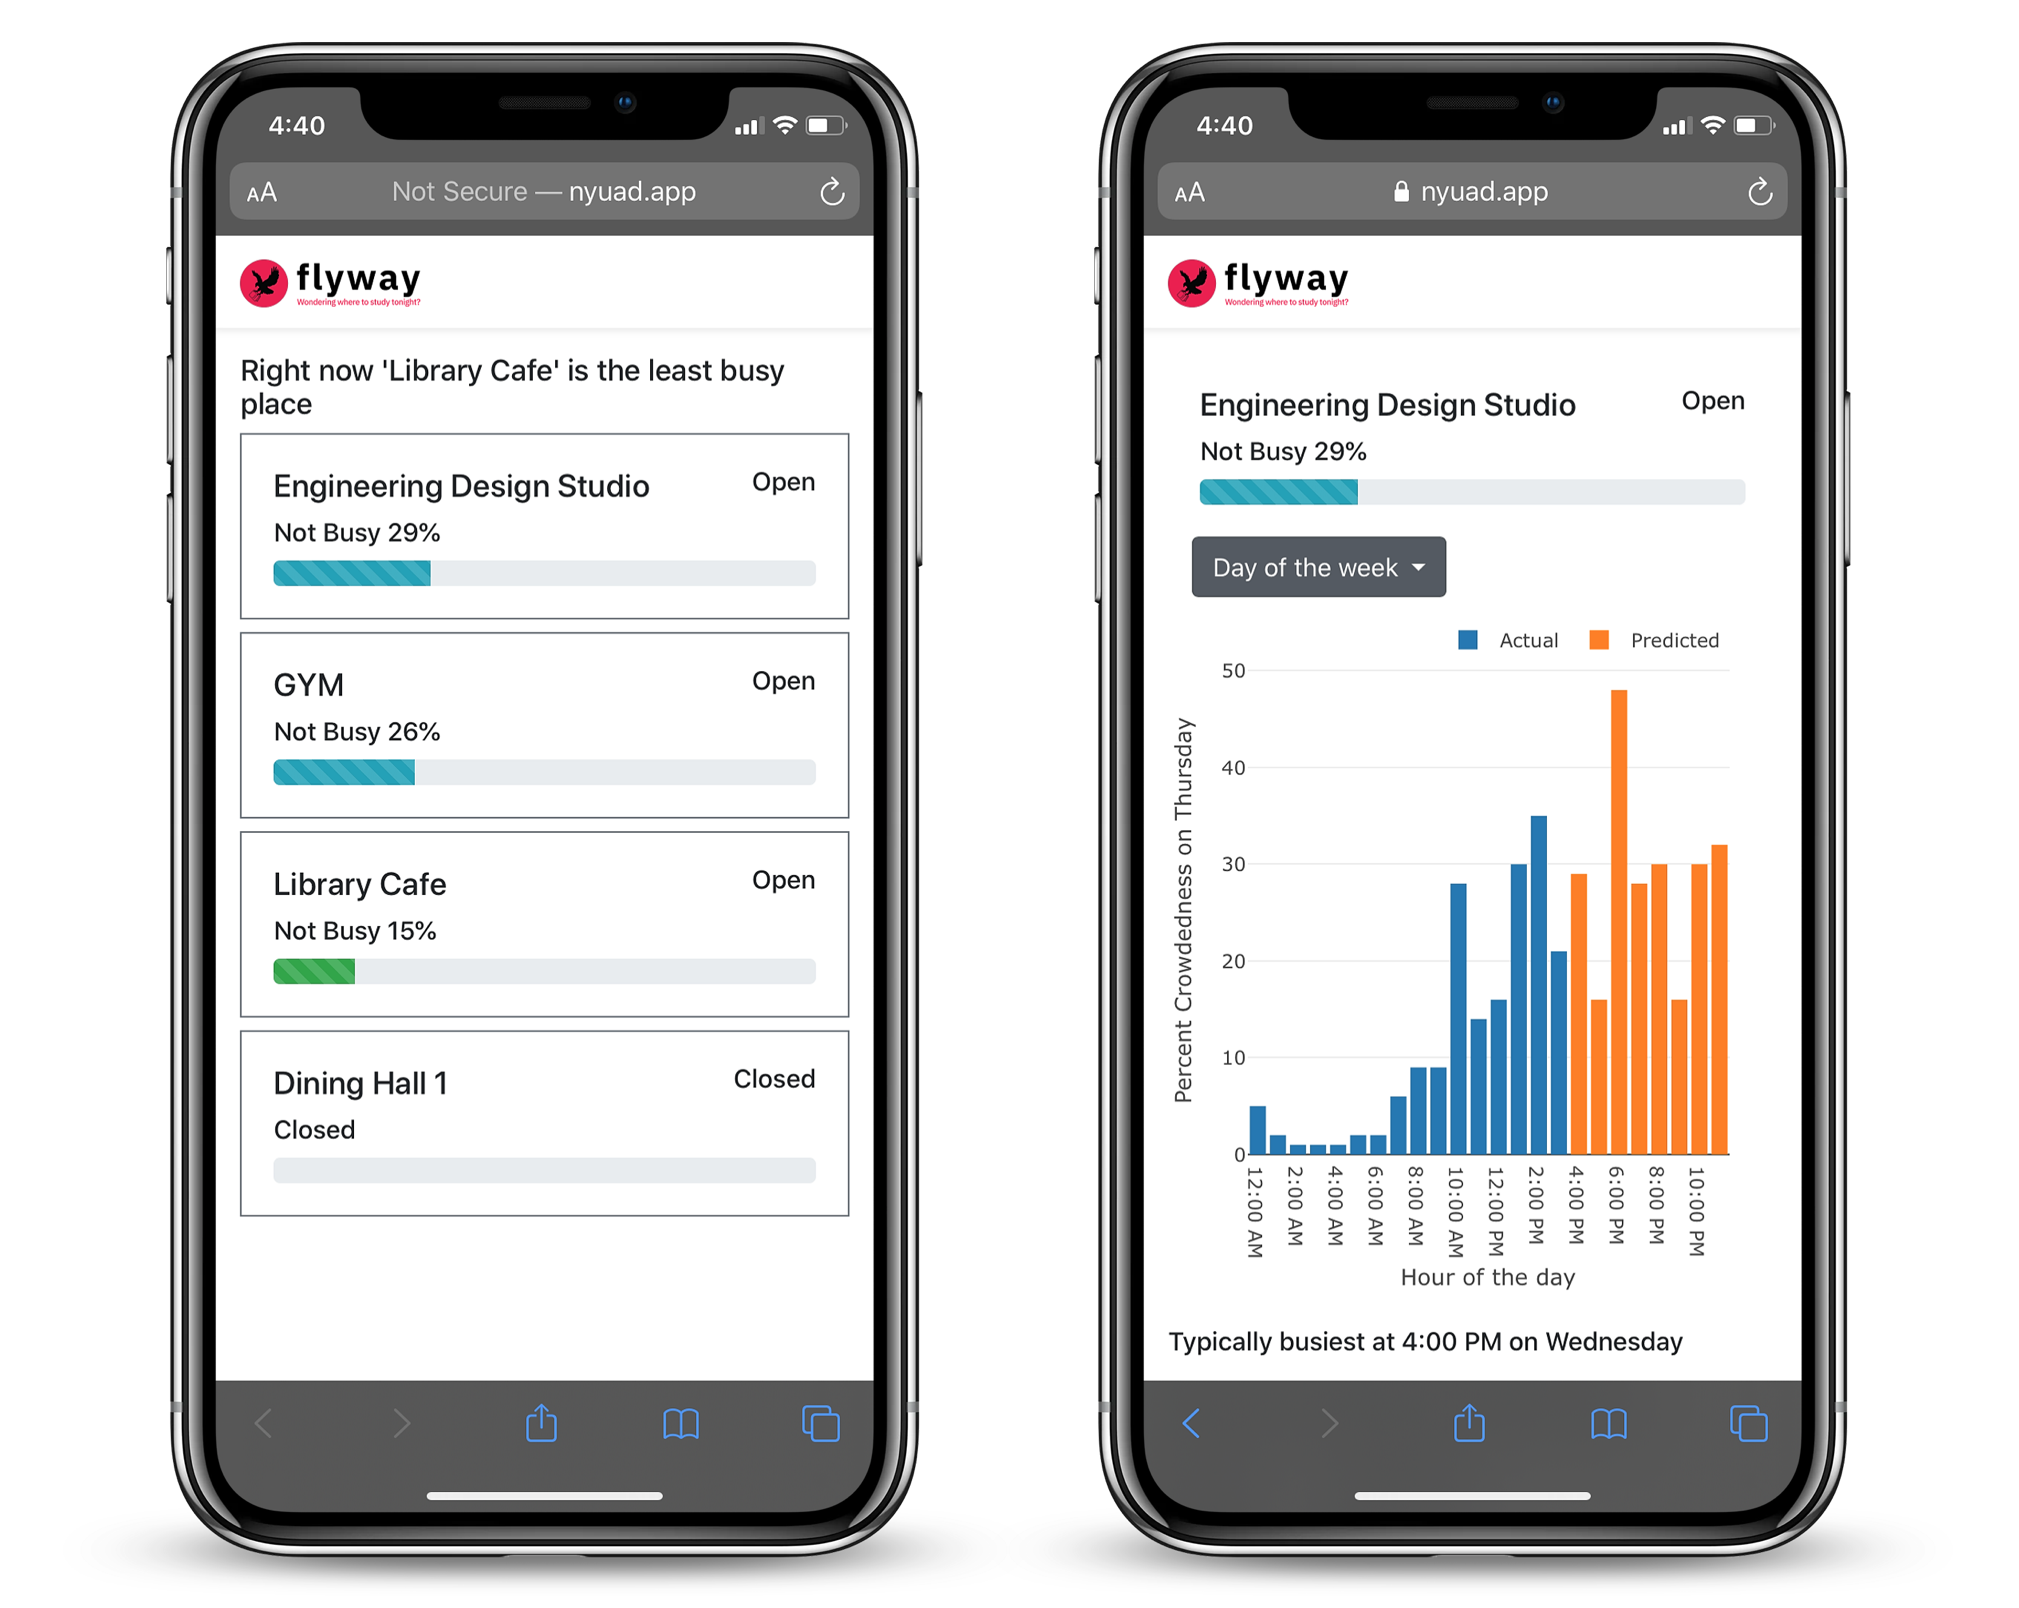 4:40
AA
Not Secure — nyuad.app
flyway
Wondering where to study tonight?
Right now 'Library Cafe' is the least busy
place
Engineering Design Studio
Open
Not Busy 29%
GYM
Open
Not Busy 26%
Library Cafe
Open
Not Busy 15%
Dining Hall 1
Closed
Closed
4:40
AA
nyuad.app
flyway
Wondering where to study tonight?
Engineering Design Studio
Open
Not Busy 29%
Day of the week
Actual
Predicted
Percent Crowdedness on Thursday
50
40
30
20
10
0
12:00 AM
2:00 AM
4:00 AM
6:00 AM
8:00 AM
10:00 AM
12:00 PM
2:00 PM
4:00 PM
6:00 PM
8:00 PM
10:00 PM
Hour of the day
Typically busiest at 4:00 PM on Wednesday